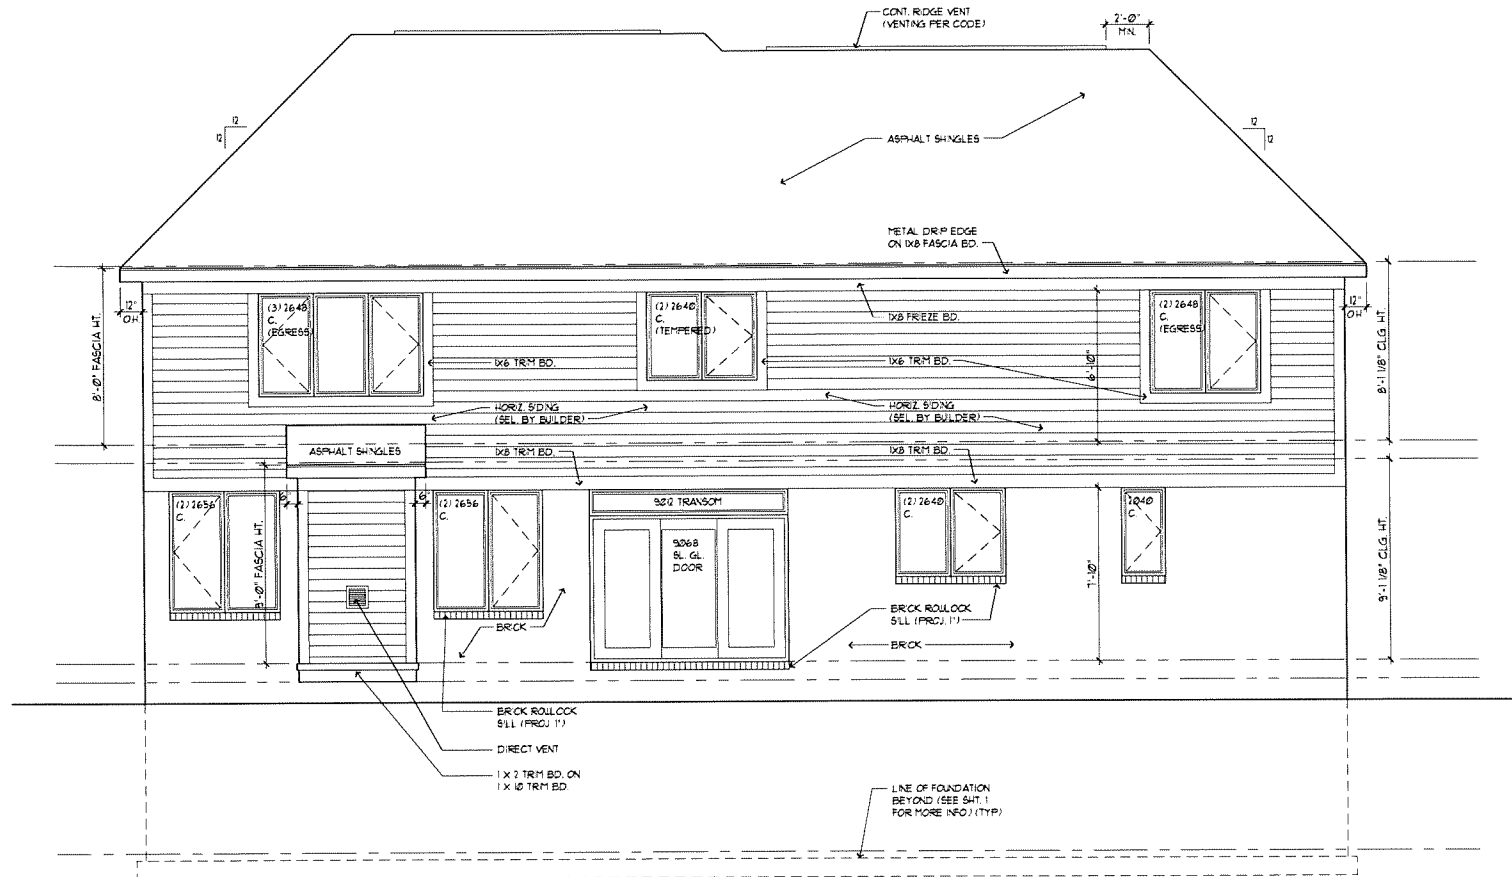 CONT. RIDGE VENT
(VENTING PER CODE)
2'-0"
MIN.
12
12
12
12
ASPHALT SHINGLES
METAL DRIP EDGE
ON 1X8 FASCIA BD.
12"
O.H.
12"
O.H.
(3) 2648
C.
(EGRESS)
(2) 2640
C.
(TEMPERED)
(2) 2648
C.
(EGRESS)
1X8 FRIEZE BD.
8'-0" FASCIA HT.
1X6 TRIM BD.
1X6 TRIM BD.
6'-10"
8'-1 1/8" CLG. HT.
HORIZ. SIDING
(SEL. BY BUILDER)
HORIZ. SIDING
(SEL. BY BUILDER)
ASPHALT SHINGLES
1X8 TRIM BD.
1X8 TRIM BD.
(2) 2656
C.
6"
6"
(2) 2656
C.
9012 TRANSOM
(2) 2640
C.
2040
C.
9068
SL. GL.
DOOR
FASCIA HT.
7'-10"
9'-1 1/8" CLG. HT.
BRICK
BRICK ROWLOCK
SILL (PROJ. 1")
BRICK
BRICK ROWLOCK
SILL (PROJ. 1")
DIRECT VENT
1 X 2 TRIM BD. ON
1 X 10 TRIM BD.
LINE OF FOUNDATION
BEYOND (SEE SHT. 1
FOR MORE INFO.) (TYP)